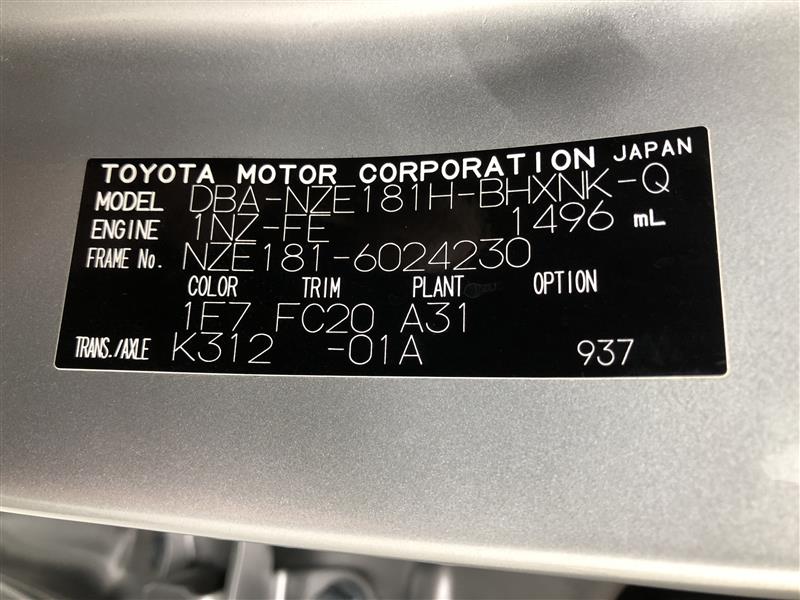 TOYOTA MOTOR CORPORATION JAPAN
MODEL DBA-NZE181H-BHXNK-Q
ENGINE 1NZ-FE 1496 mL
FRAME No. NZE181-6024230
COLOR TRIM PLANT OPTION
1E7 FC20 A31
TRANS./AXLE K312 -01A 937